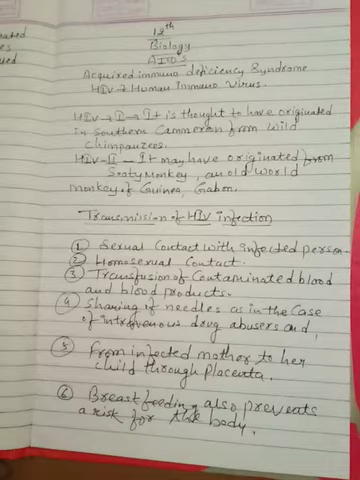 ated
es
yed
12th
Biology
AIDS
Acquired immuno deficiency Syndrome
HIV → Human Immuno Virus.
HIV → I → It is thought to have originated
in Southern Cammeron from wild
Chimpanzees.
HIV-II - It may have originated from
Sooty Monkey, an old world
monkey of Guinea, Gabon.
Transmission of HIV infection
① Sexual Contact with infected person.
② Homosexual Contact.
③ Transfusion of Contaminated blood
and blood products.
④ Sharing of needles as in the Case
of intravenous drug abusers and,
⑤ From infected mother to her
child through Placenta.
⑥ Breast feeding also prevents
a risk for the body.